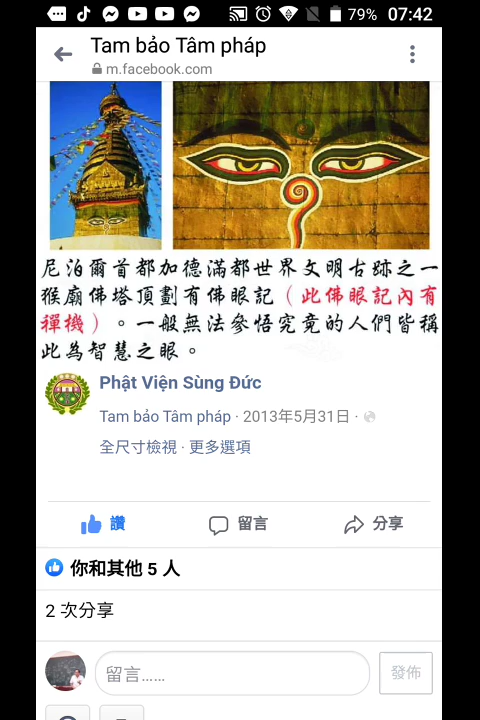 79% 07:42
Tam bảo Tâm pháp
m.facebook.com
尼泊爾首都加德滿都世界文明古跡之一
猴廟佛塔頂劃有佛眼記（此佛眼記內有
禪機）。一般無法參悟究竟的人們皆稱
此為智慧之眼。
Phật Viện Sùng Đức
Tam bảo Tâm pháp · 2013年5月31日 ·
全尺寸檢視 · 更多選項
讚 留言 分享
你和其他 5 人
2 次分享
留言…… 發佈